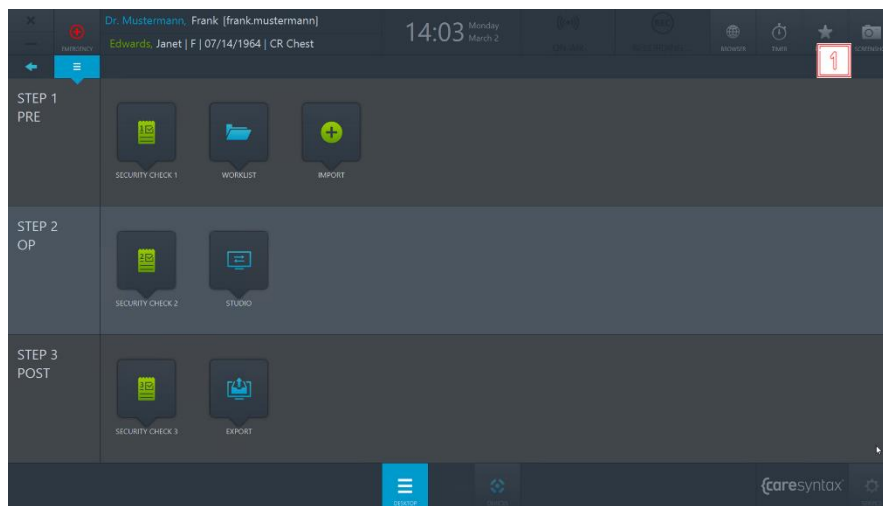 EMERGENCY
Dr. Mustermann, Frank [frank.mustermann]
Edwards, Janet | F | 07/14/1964 | CR Chest
14:03 Monday
March 2
REC
BROWSER
TIMER
1
STEP 1
PRE
SECURITY CHECK 1
WORKLIST
IMPORT
STEP 2
OP
SECURITY CHECK 2
STUDIO
STEP 3
POST
SECURITY CHECK 3
EXPORT
DESKTOP
{caresyntax